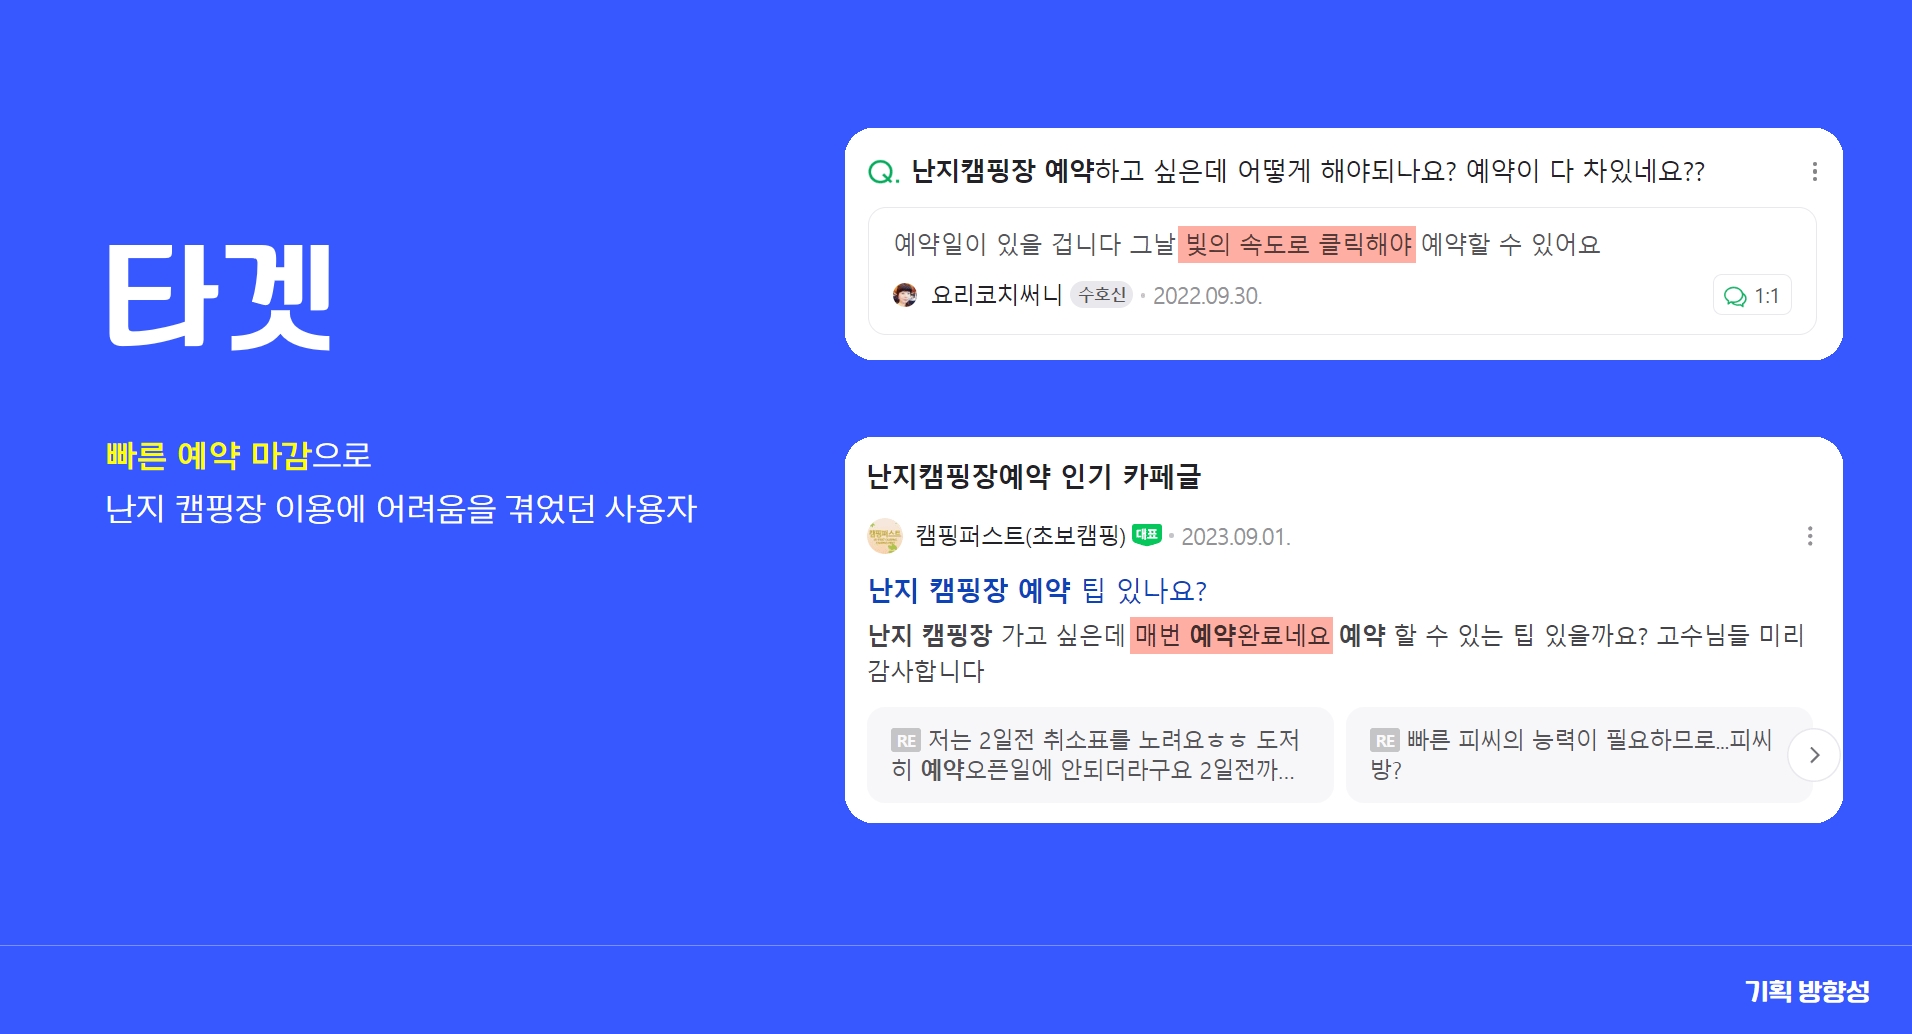 타겟
빠른 예약 마감으로
난지 캠핑장 이용에 어려움을 겪었던 사용자
Q. 난지캠핑장 예약하고 싶은데 어떻게 해야되나요? 예약이 다 차있네요??
예약일이 있을 겁니다 그날 빛의 속도로 클릭해야 예약할 수 있어요
요리코치써니 수호신 · 2022.09.30.
1:1
난지캠핑장예약 인기 카페글
캠핑퍼스트
캠핑퍼스트(초보캠핑) 대표 · 2023.09.01.
난지 캠핑장 예약 팁 있나요?
난지 캠핑장 가고 싶은데 매번 예약완료네요 예약 할 수 있는 팁 있을까요? 고수님들 미리
감사합니다
RE 저는 2일전 취소표를 노려요ㅎㅎ 도저
히 예약오픈일에 안되더라구요 2일전까...
RE 빠른 피씨의 능력이 필요하므로...피씨
방?
기획 방향성